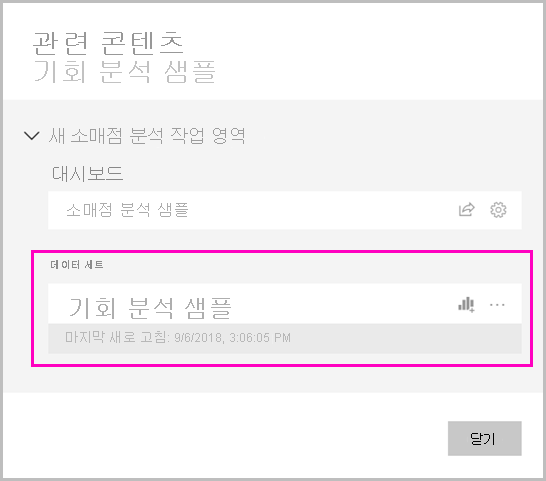 관련 콘텐츠
기회 분석 샘플
새 소매점 분석 작업 영역
대시보드
소매점 분석 샘플
데이터 세트
기회 분석 샘플
마지막 새로 고침: 9/6/2018, 3:06:05 PM
닫기